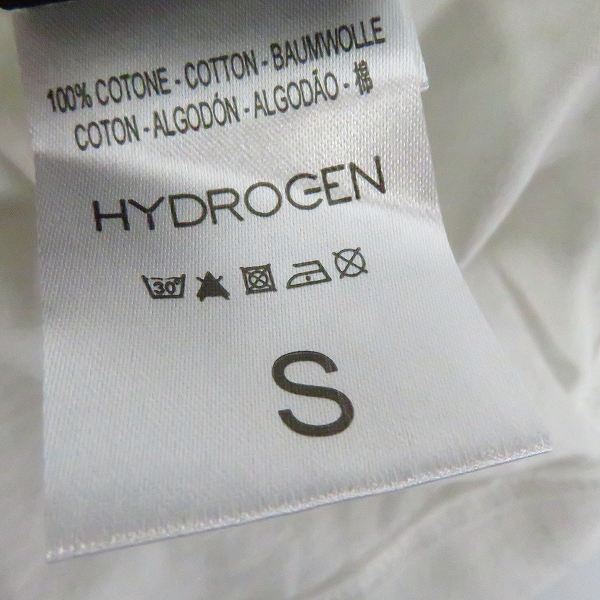 100% COTONE - COTTON - BAUMWOLLE
COTON - ALGODÓN - ALGODÃO - 棉
HYDROGEN
30°
S